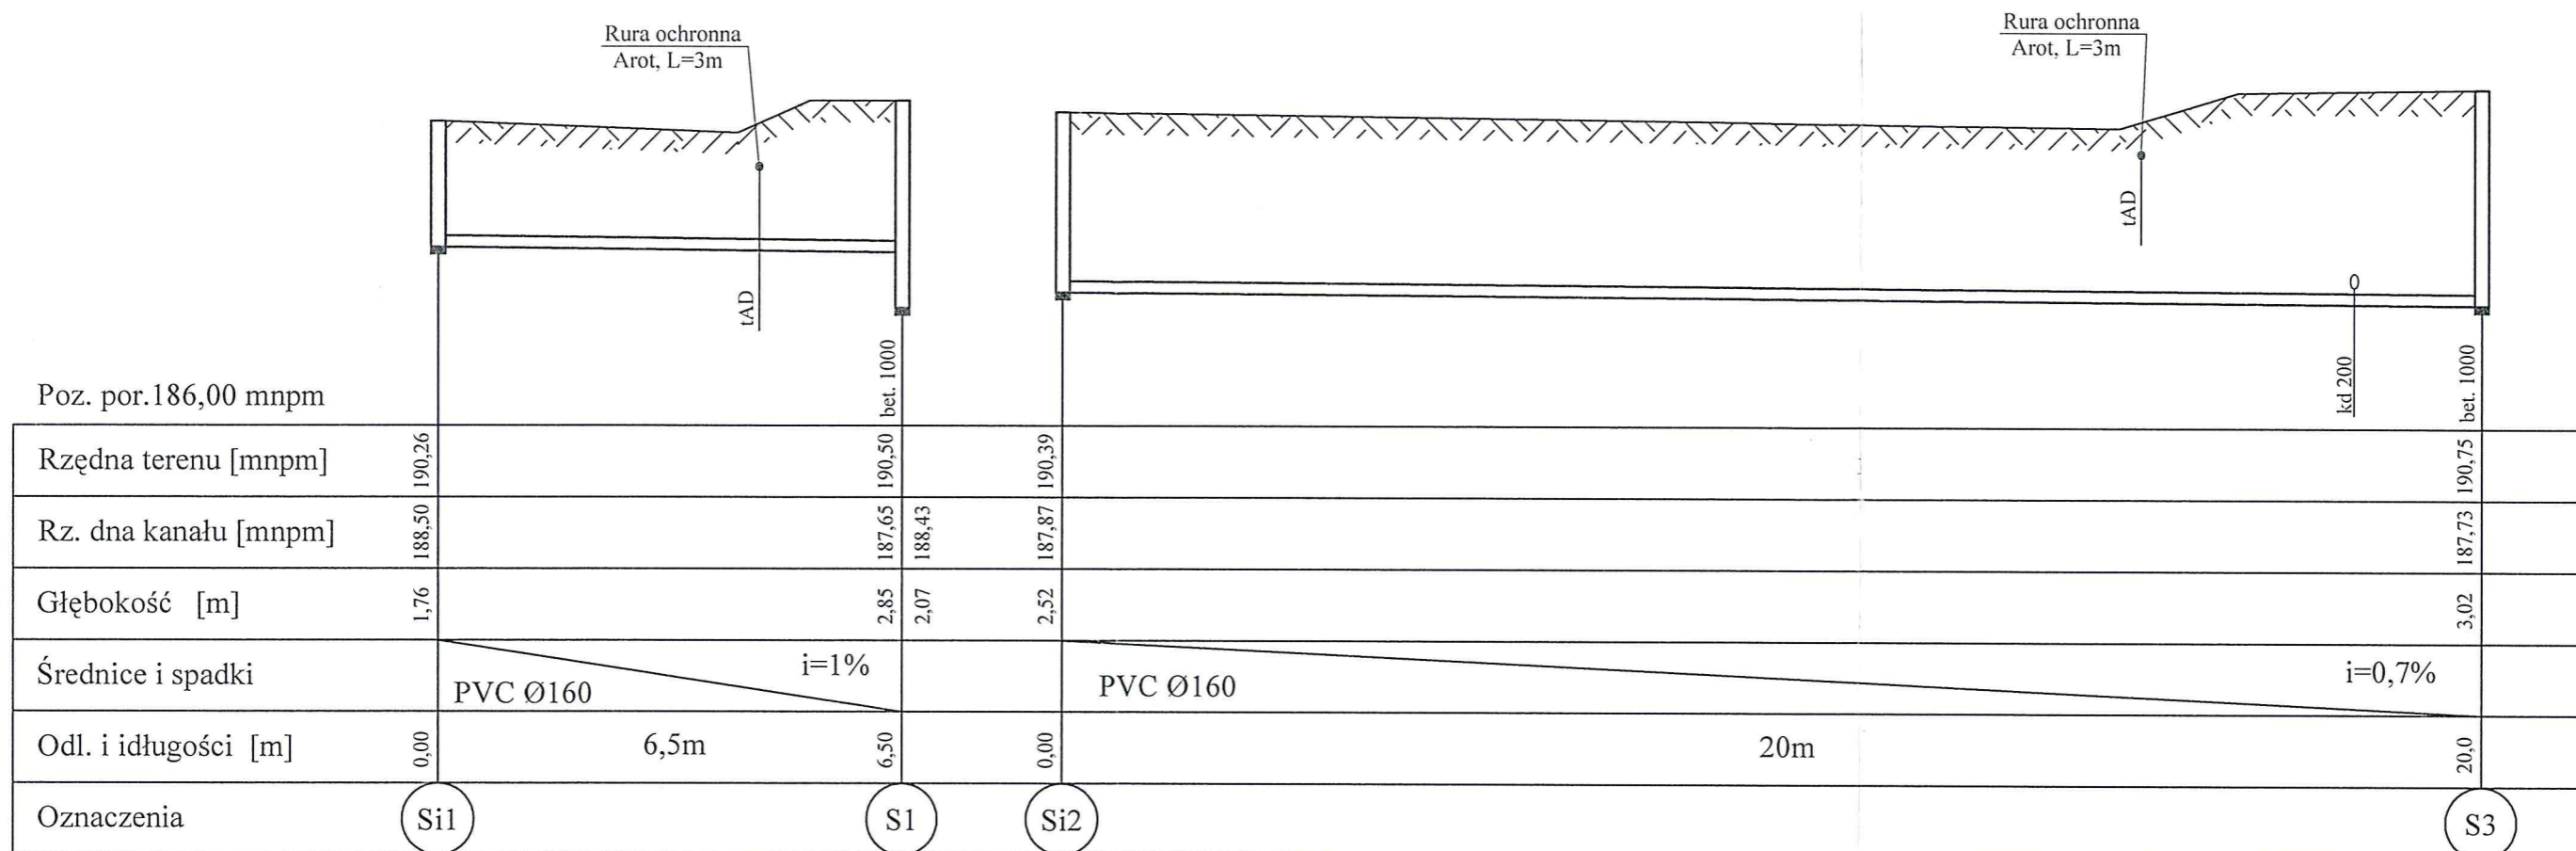 Rura ochronna
Arot, L=3m
Rura ochronna
Arot, L=3m
tAD
tAD
kd 200
bet. 1000
bet. 1000
Poz. por.186,00 mnpm
Rzędna terenu [mnpm] 190,26 190,50 190,39 190,75
Rz. dna kanału [mnpm] 188,50 187,65 188,43 187,87 187,73
Głębokość [m] 1,76 2,85 2,07 2,52 3,02
Średnice i spadki PVC Ø160 i=1% PVC Ø160 i=0,7%
Odl. i idługości [m] 0,00 6,5m 6,50 0,00 20m 20,0
Oznaczenia Si1 S1 Si2 S3